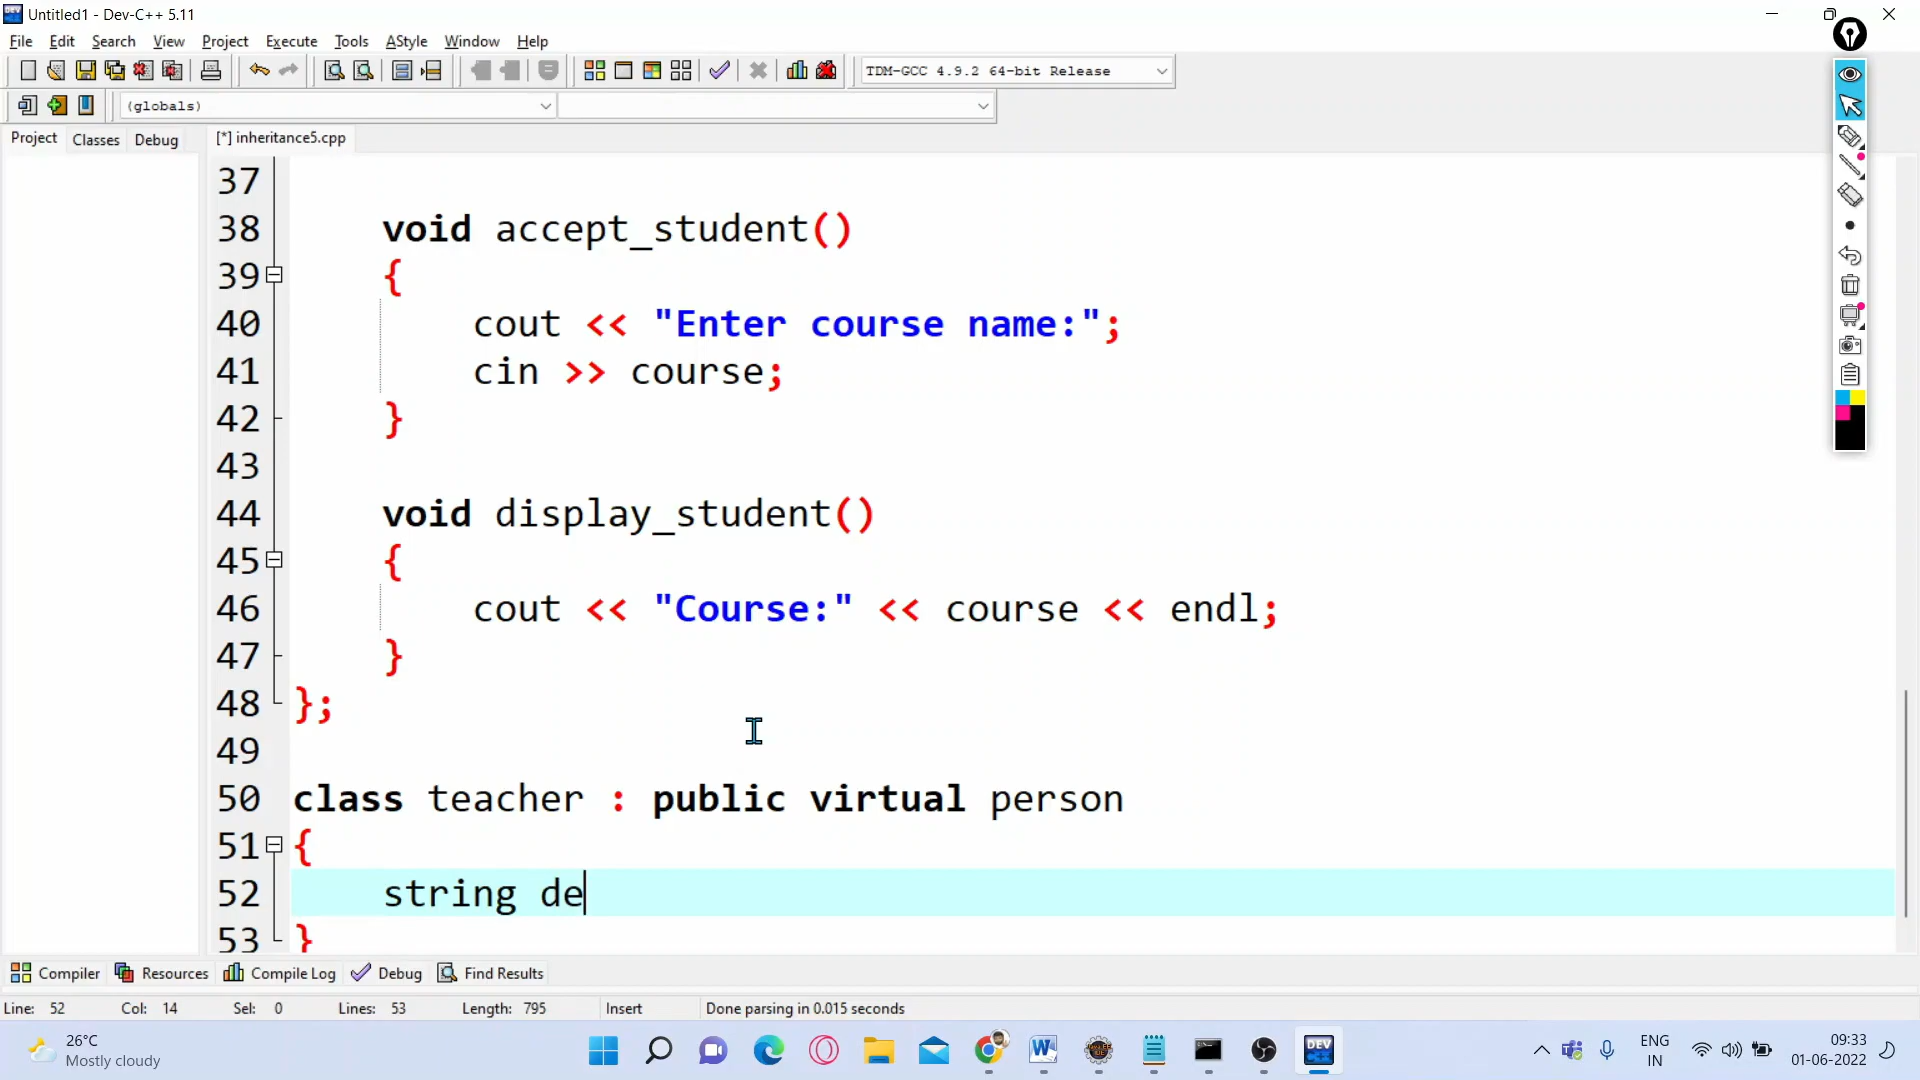 Untitled1 - Dev-C++ 5.11
File Edit Search View Project Execute Tools AStyle Window Help
TDM-GCC 4.9.2 64-bit Release
(globals)
Project Classes Debug [*] inheritance5.cpp
37
38 void accept_student()
39 {
40 cout << "Enter course name:";
41 cin >> course;
42 }
43
44 void display_student()
45 {
46 cout << "Course:" << course << endl;
47 }
48 };
49
50 class teacher : public virtual person
51 {
52 string de
53 }
Compiler Resources Compile Log Debug Find Results
Line: 52 Col: 14 Sel: 0 Lines: 53 Length: 795 Insert Done parsing in 0.015 seconds
26°C
Mostly cloudy
ENG
IN
09:33
01-06-2022